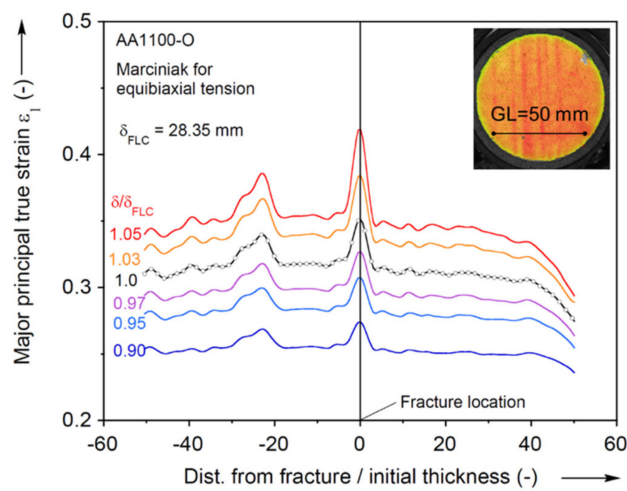 0.5
0.4
0.3
0.2
Major principal true strain ε₁ (-)
AA1100-O
Marciniak for
equibiaxial tension
δFLC = 28.35 mm
GL=50 mm
δ/δFLC
1.05
1.03
1.0
0.97
0.95
0.90
Fracture location
-60 -40 -20 0 20 40 60
Dist. from fracture / initial thickness (-)